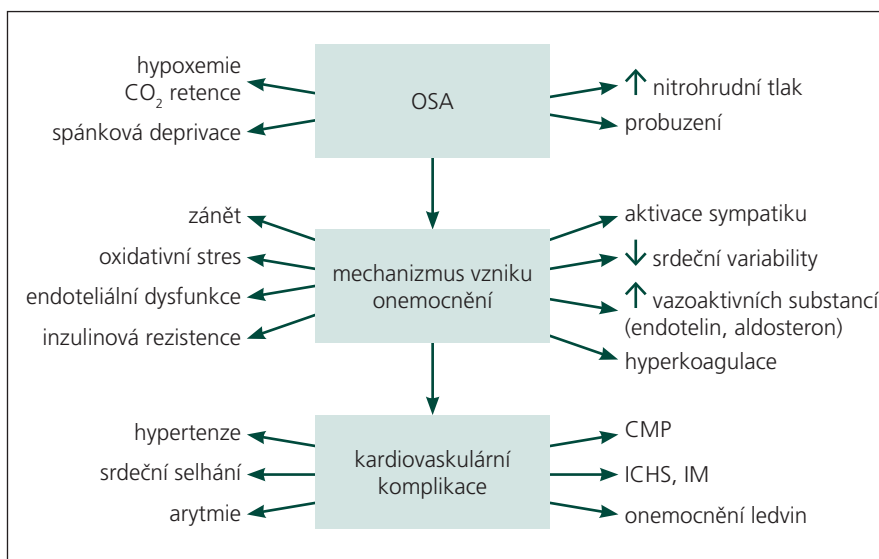 hypoxemie
CO₂ retence
spánková deprivace
OSA
↑ nitrohrudní tlak
probuzení
zánět
oxidativní stres
endoteliální dysfunkce
inzulinová rezistence
mechanizmus vzniku
onemocnění
aktivace sympatiku
↓ srdeční variability
↑ vazoaktivních substancí
(endotelin, aldosteron)
hyperkoagulace
hypertenze
srdeční selhání
arytmie
kardiovaskulární
komplikace
CMP
ICHS, IM
onemocnění ledvin